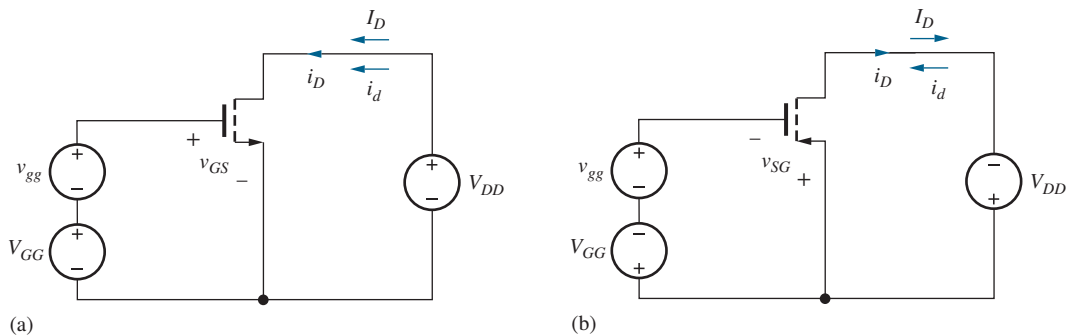 I_D
i_D
i_d
+
v_GS
−
v_gg
+
−
V_GG
+
−
+
−
V_DD
(a)
I_D
i_D
i_d
−
v_SG
+
v_gg
+
−
V_GG
−
+
−
+
V_DD
(b)